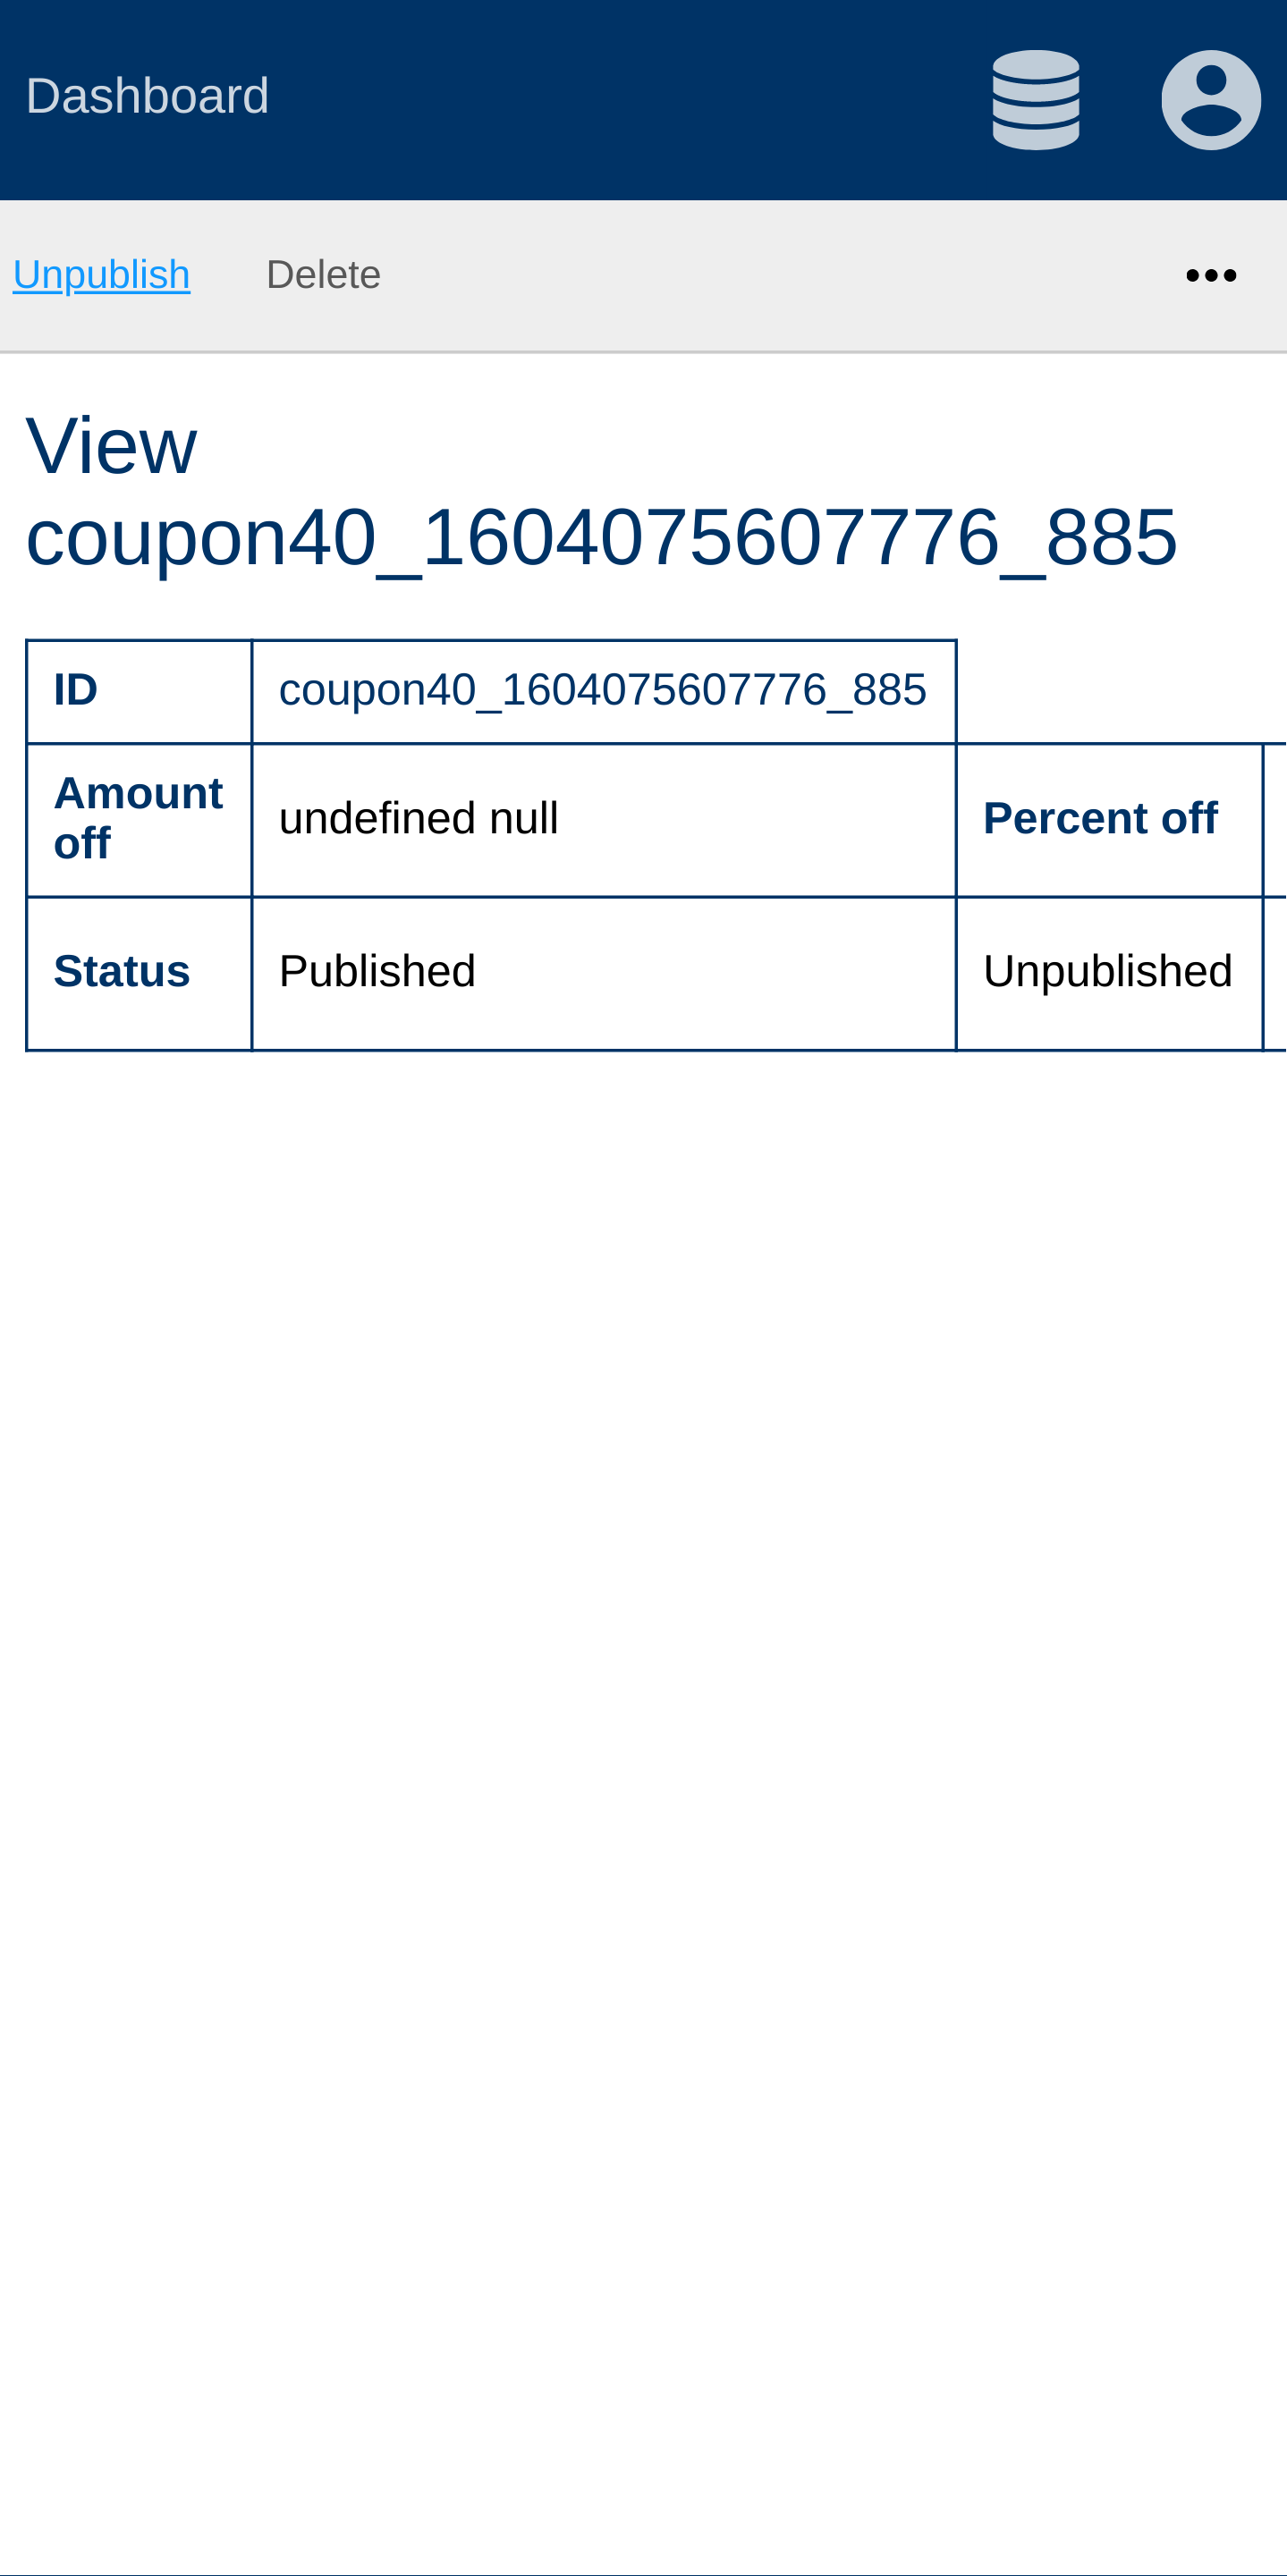 Dashboard
Unpublish Delete
View
coupon40_1604075607776_885
ID coupon40_1604075607776_885
Amount
off undefined null Percent off
Status Published Unpublished